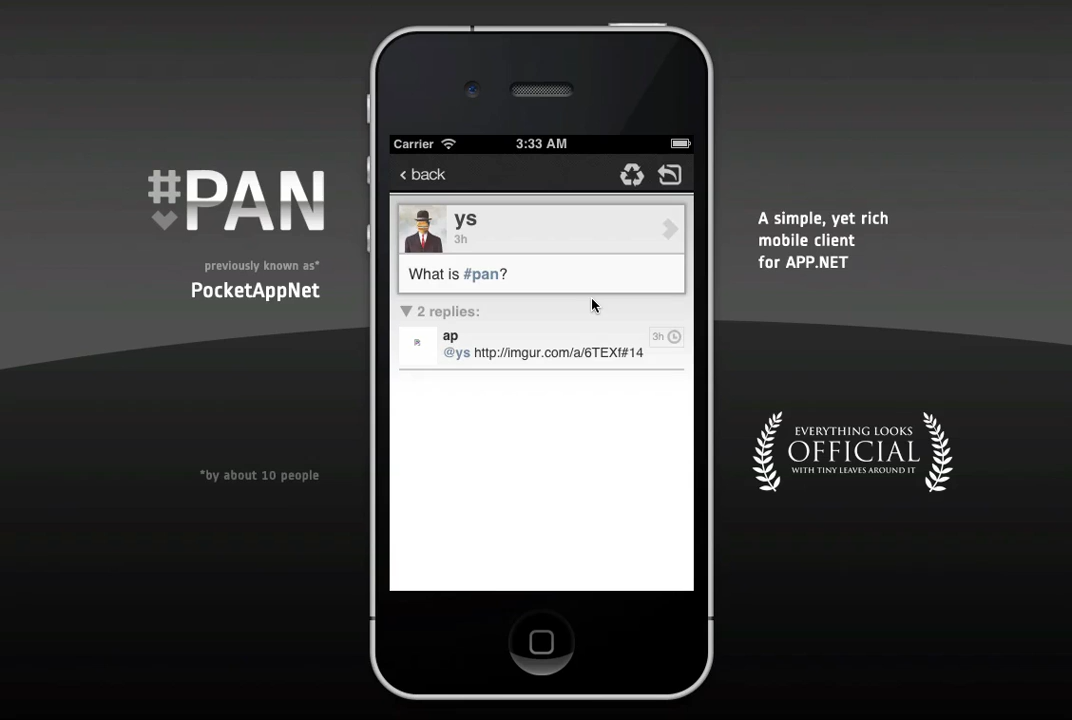 #PAN
previously known as*
PocketAppNet
*by about 10 people
Carrier 3:33 AM
‹ back
ys
3h
What is #pan?
▼ 2 replies:
ap
3h
@ys http://imgur.com/a/6TEXf#14
A simple, yet rich
mobile client
for APP.NET
EVERYTHING LOOKS
OFFICIAL
WITH TINY LEAVES AROUND IT